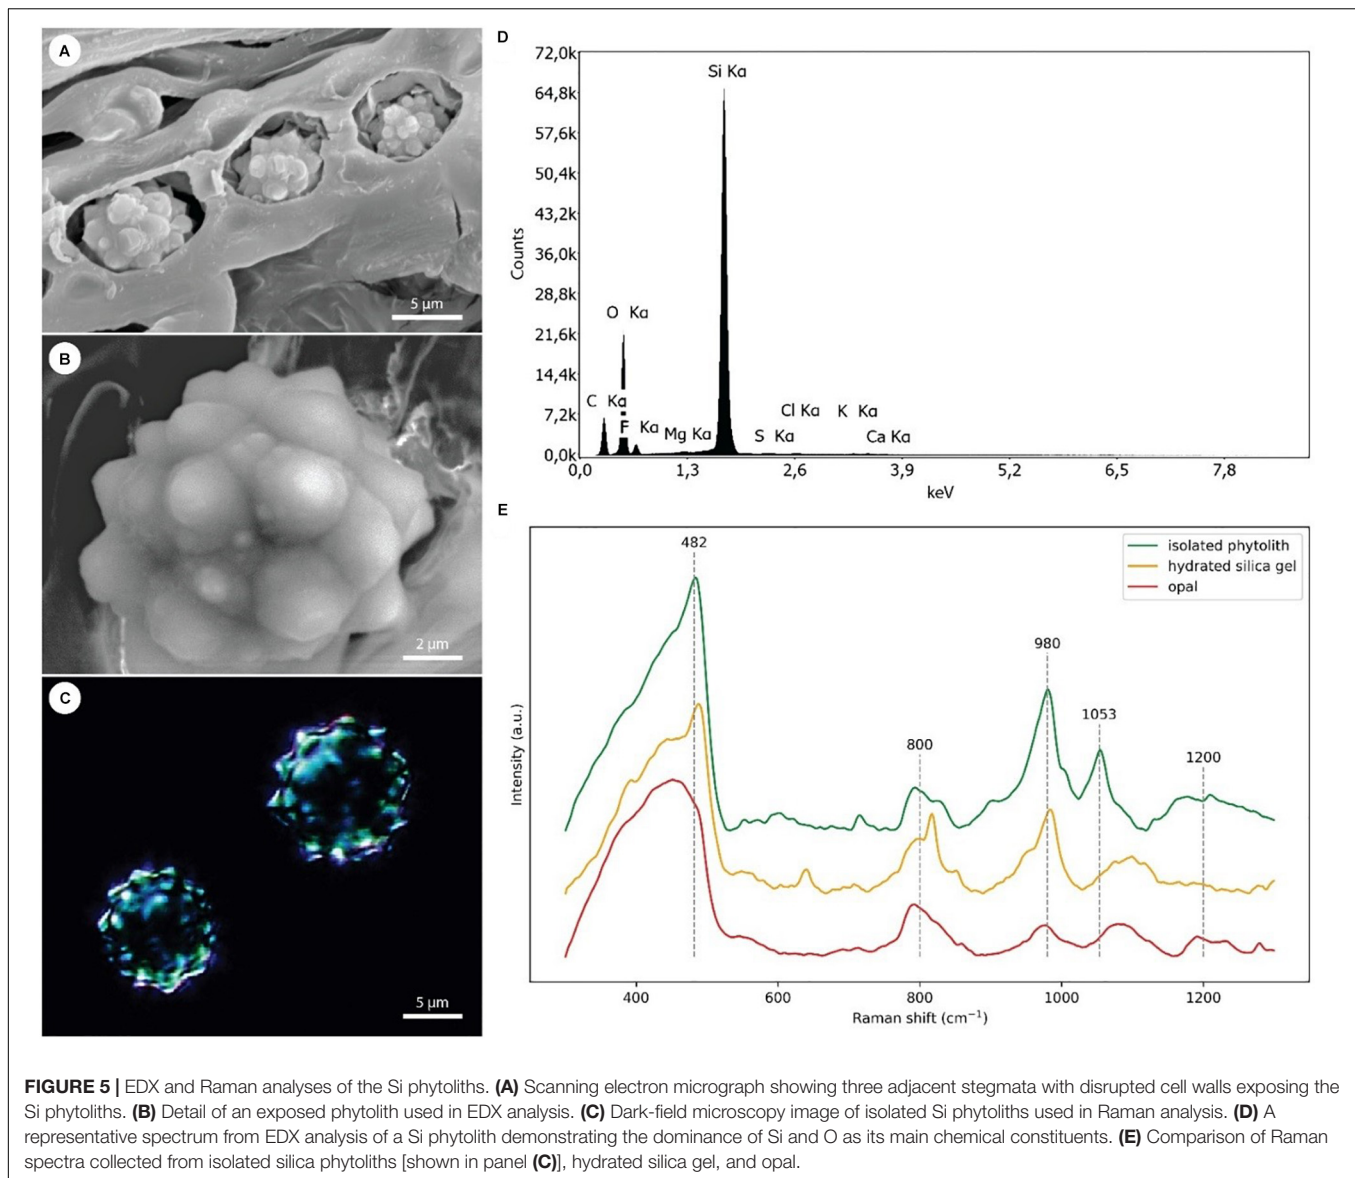 A
5 µm
B
2 µm
C
5 µm
D
72,0k
64,8k
57,6k
50,4k
43,2k
36,0k
28,8k
21,6k
14,4k
7,2k
0,0k
Counts
Si Ka
O Ka
C Ka
F Ka
Mg Ka
S Ka
Cl Ka
K Ka
Ca Ka
0,0 1,3 2,6 3,9 5,2 6,5 7,8
keV
E
482
800
980
1053
1200
isolated phytolith
hydrated silica gel
opal
Intensity (a.u.)
400 600 800 1000 1200
Raman shift (cm⁻¹)
FIGURE 5 | EDX and Raman analyses of the Si phytoliths. (A) Scanning electron micrograph showing three adjacent stegmata with disrupted cell walls exposing the
Si phytoliths. (B) Detail of an exposed phytolith used in EDX analysis. (C) Dark-field microscopy image of isolated Si phytoliths used in Raman analysis. (D) A
representative spectrum from EDX analysis of a Si phytolith demonstrating the dominance of Si and O as its main chemical constituents. (E) Comparison of Raman
spectra collected from isolated silica phytoliths [shown in panel (C)], hydrated silica gel, and opal.